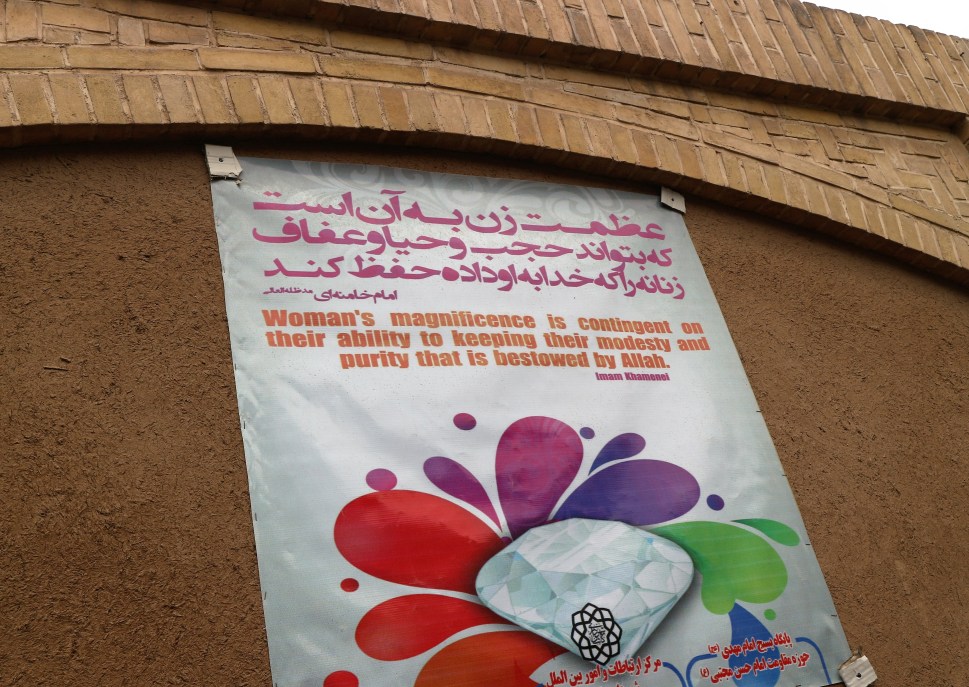 عظمت زن به آن است
که بتواند حجب و حیا و عفاف
زنانه را که خدا به او داده حفظ کند
امام خامنه‌ای مدظله‌العالی
Woman's magnificence is contingent on
their ability to keeping their modesty and
purity that is bestowed by Allah.
Imam Khamenei
پایگاه بسیج امام مهدی (عج)
حوزه مقاومت امام حسن مجتبی (ع)
مرکز ارتباطات و امور بین الملل